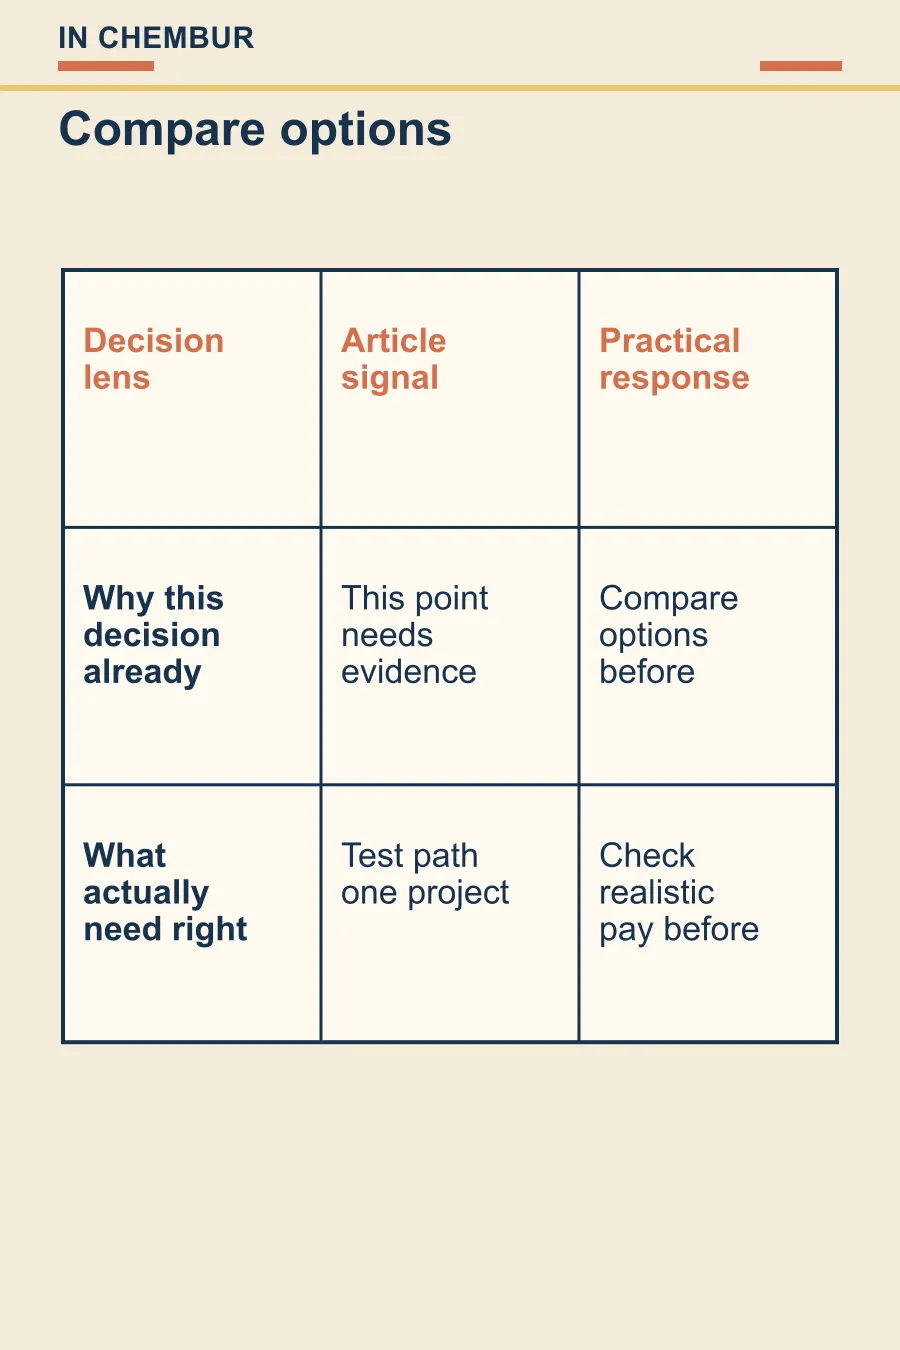 IN CHEMBUR
Compare options
Decision
lens
Article
signal
Practical
response
Why this
decision
already
This point
needs
evidence
Compare
options
before
What
actually
need right
Test path
one project
Check
realistic
pay before